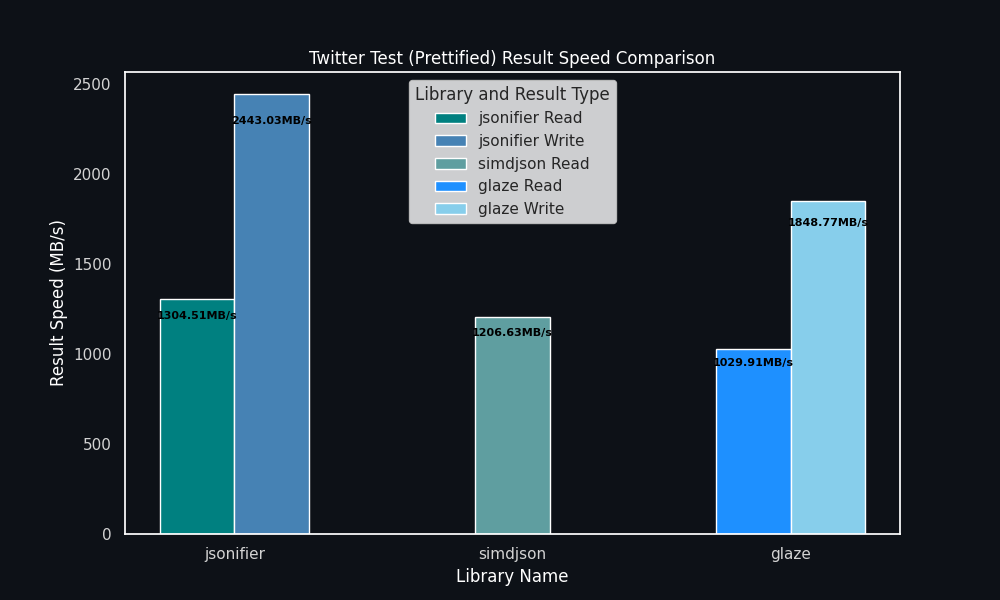 Twitter Test (Prettified) Result Speed Comparison
Library and Result Type
jsonifier Read
jsonifier Write
simdjson Read
glaze Read
glaze Write
Result Speed (MB/s)
2500
2000
1500
1000
500
0
1304.51MB/s
2443.03MB/s
1206.63MB/s
1029.91MB/s
1848.77MB/s
jsonifier
simdjson
glaze
Library Name